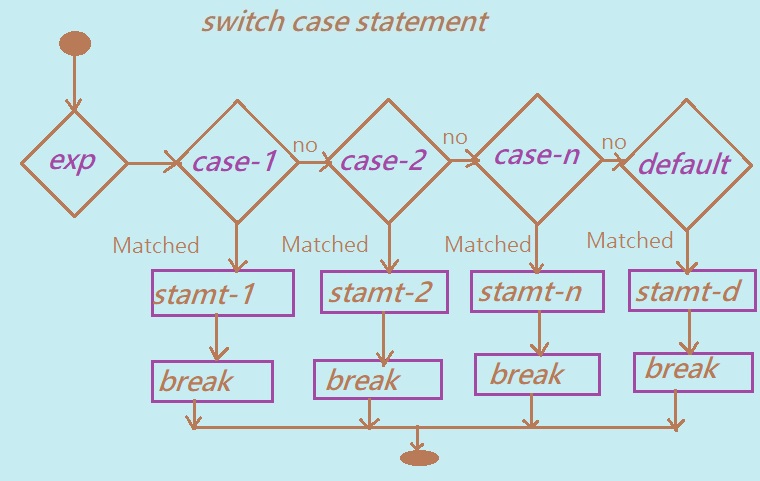 switch case statement
exp
case-1
no
case-2
no
case-n
no
default
Matched
Matched
Matched
Matched
stamt-1
stamt-2
stamt-n
stamt-d
break
break
break
break